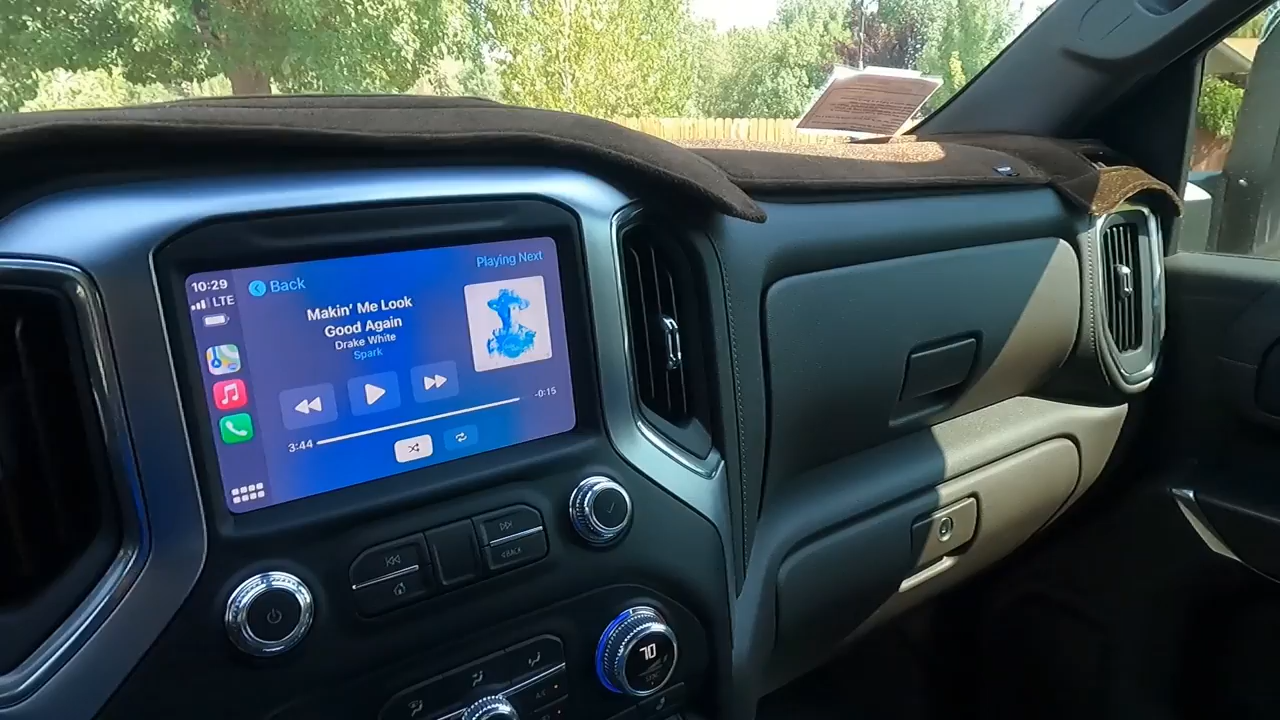 10:29
LTE
Back
Playing Next
Makin' Me Look
Good Again
Drake White
Spark
3:44
-0:15
<BACK
70
A/C